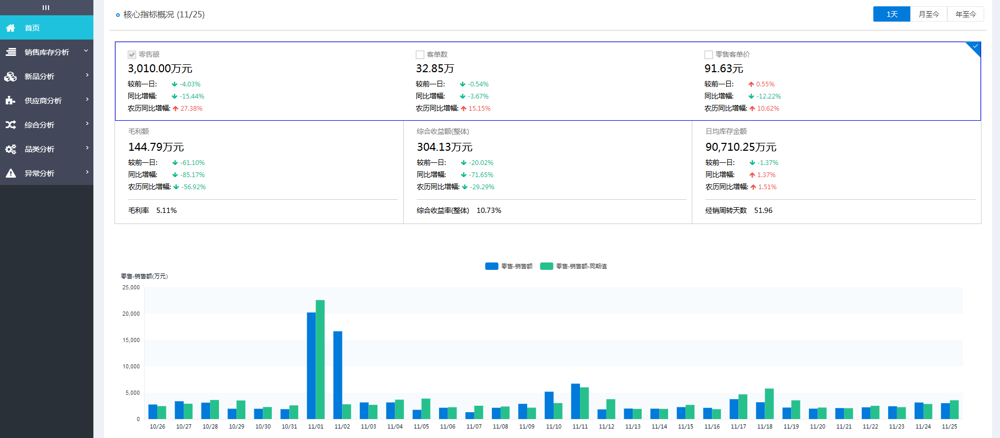 首页
销售库存分析
新品分析
供应商分析
综合分析
品类分析
异常分析
核心指标概况 (11/25)
1天 月至今 年至今
零售额 客单数 零售客单价
3,010.00万元 32.85万 91.63元
较前一日: -4.03% 较前一日: -0.54% 较前一日: 0.55%
同比增幅: -15.44% 同比增幅: -3.67% 同比增幅: -12.22%
农历同比增幅: 27.38% 农历同比增幅: 15.15% 农历同比增幅: 10.62%
毛利额 综合收益额(整体) 日均库存金额
144.79万元 304.13万元 90,710.25万元
较前一日: -61.10% 较前一日: -20.02% 较前一日: -1.37%
同比增幅: -85.17% 同比增幅: -71.65% 同比增幅: 1.37%
农历同比增幅: -56.92% 农历同比增幅: -29.29% 农历同比增幅: 1.51%
毛利率 5.11% 综合收益率(整体) 10.73% 经销周转天数 51.96
零售-销售额 零售-销售额-同期值
零售-销售额(万元)
25,000
20,000
15,000
10,000
5,000
0
10/26 10/27 10/28 10/29 10/30 10/31 11/01 11/02 11/03 11/04 11/05 11/06 11/07 11/08 11/09 11/10 11/11 11/12 11/13 11/14 11/15 11/16 11/17 11/18 11/19 11/20 11/21 11/22 11/23 11/24 11/25